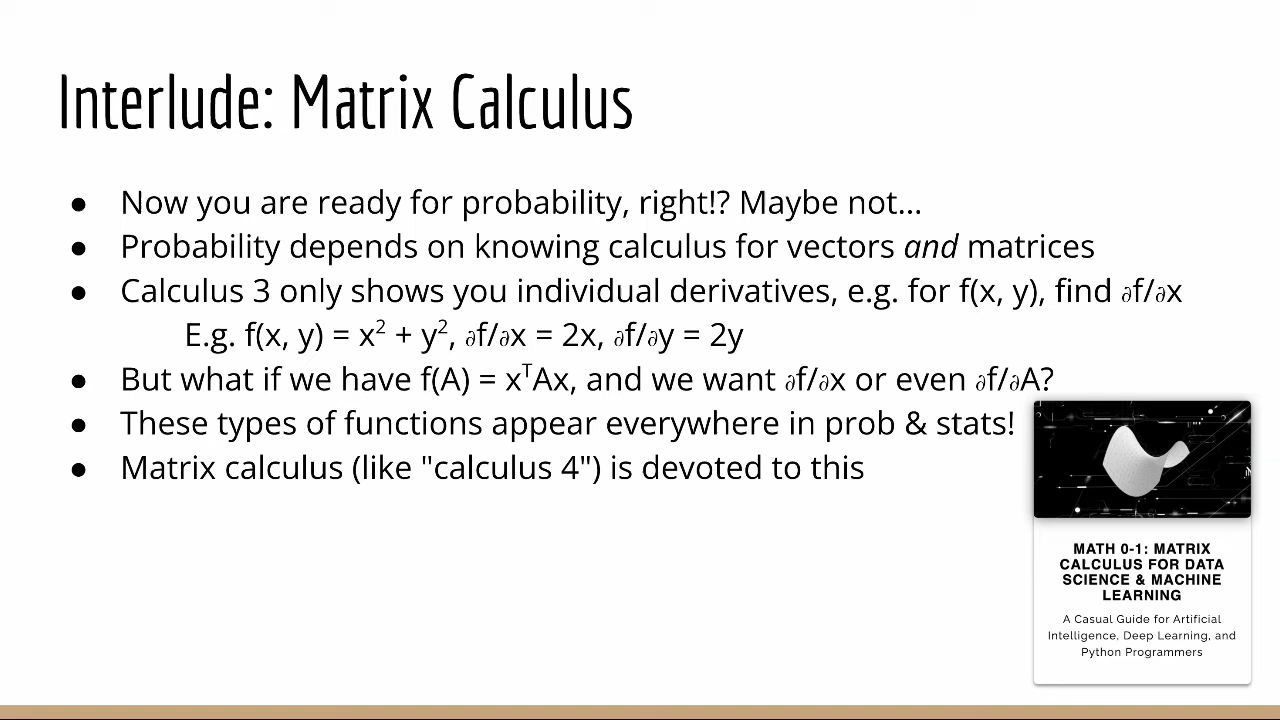 Interlude: Matrix Calculus
● Now you are ready for probability, right!? Maybe not...
● Probability depends on knowing calculus for vectors and matrices
● Calculus 3 only shows you individual derivatives, e.g. for f(x, y), find ∂f/∂x
E.g. f(x, y) = x² + y², ∂f/∂x = 2x, ∂f/∂y = 2y
● But what if we have f(A) = xᵀAx, and we want ∂f/∂x or even ∂f/∂A?
● These types of functions appear everywhere in prob & stats!
● Matrix calculus (like "calculus 4") is devoted to this
MATH 0-1: MATRIX
CALCULUS FOR DATA
SCIENCE & MACHINE
LEARNING
A Casual Guide for Artificial
Intelligence, Deep Learning, and
Python Programmers